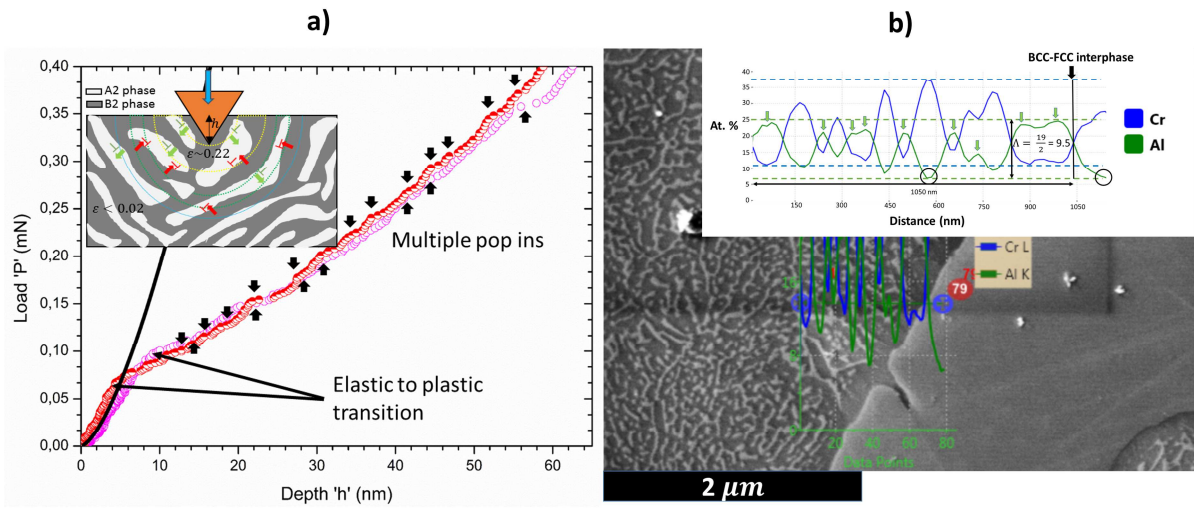 a)
b)
0,40
0,35
0,30
0,25
0,20
0,15
0,10
0,05
0,00
Load 'P' (mN)
0
10
20
30
40
50
60
Depth 'h' (nm)
A2 phase
B2 phase
h
ε~0.22
ε < 0.02
Multiple pop ins
Elastic to plastic
transition
BCC-FCC interphase
40
35
30
25
20
15
10
5
0
At. %
Λ = 19/2 = 9.5
1050 nm
150
300
450
600
750
900
1050
Distance (nm)
Cr
Al
Cr L
Al K
79
20
40
60
80
Data Points
2 μm